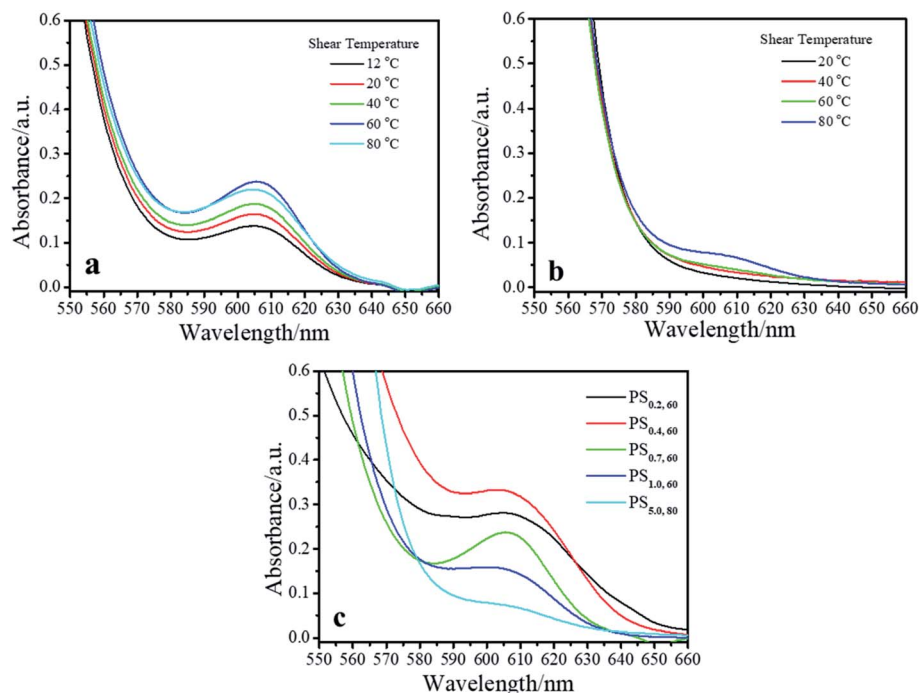 0.6
0.5
0.4
0.3
0.2
0.1
0.0
Absorbance/a.u.
Shear Temperature
12 °C
20 °C
40 °C
60 °C
80 °C
a
550 560 570 580 590 600 610 620 630 640 650 660
Wavelength/nm
0.6
0.5
0.4
0.3
0.2
0.1
0.0
Absorbance/a.u.
Shear Temperature
20 °C
40 °C
60 °C
80 °C
b
550 560 570 580 590 600 610 620 630 640 650 660
Wavelength/nm
0.6
0.5
0.4
0.3
0.2
0.1
0.0
Absorbance/a.u.
PS0.2, 60
PS0.4, 60
PS0.7, 60
PS1.0, 60
PS5.0, 80
c
550 560 570 580 590 600 610 620 630 640 650 660
Wavelength/nm